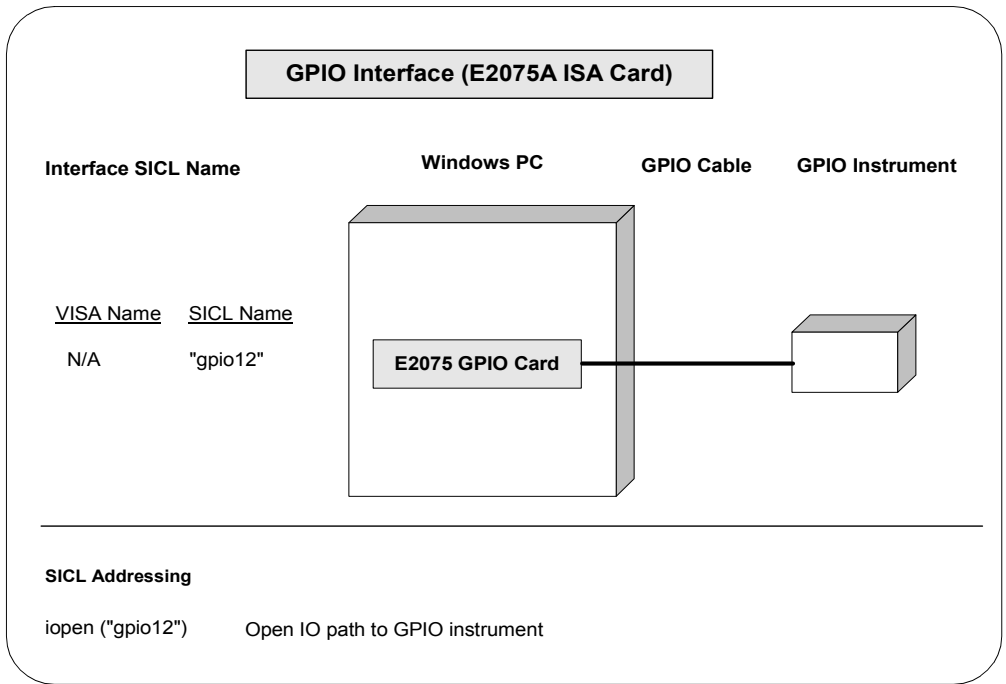 GPIO Interface (E2075A ISA Card)
Interface SICL Name
Windows PC
GPIO Cable
GPIO Instrument
VISA Name SICL Name
N/A "gpio12"
E2075 GPIO Card
SICL Addressing
iopen ("gpio12") Open IO path to GPIO instrument